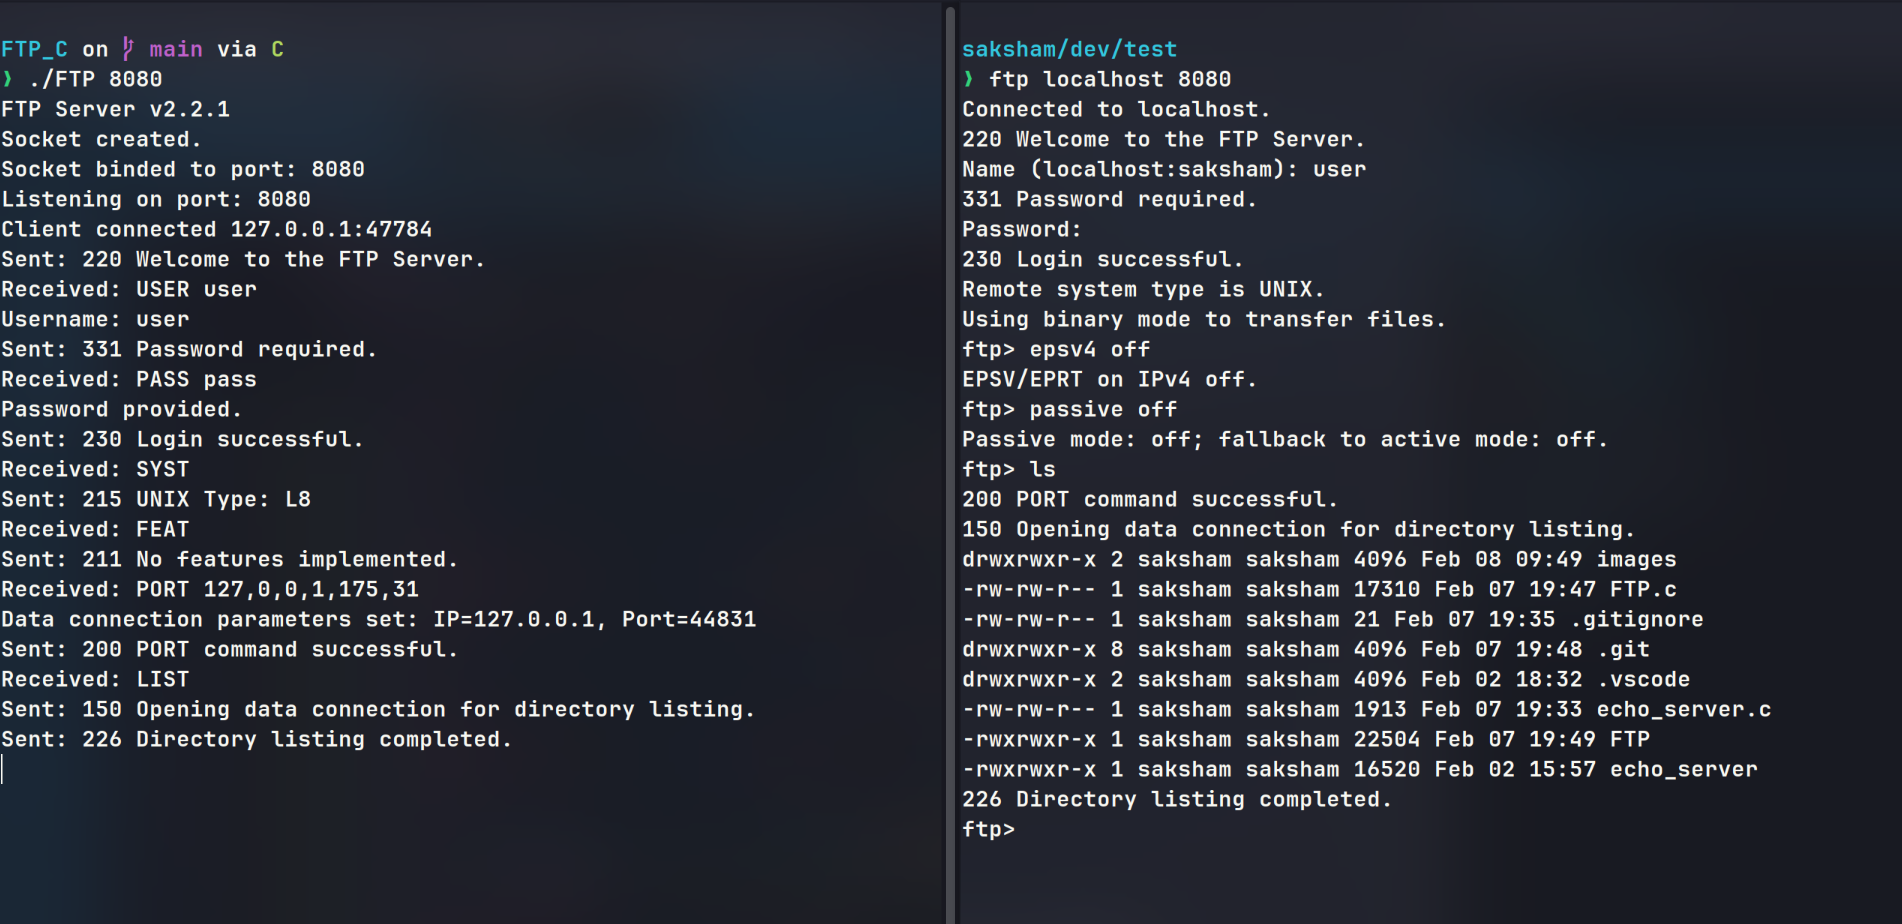 FTP_C on main via C
❯ ./FTP 8080
FTP Server v2.2.1
Socket created.
Socket binded to port: 8080
Listening on port: 8080
Client connected 127.0.0.1:47784
Sent: 220 Welcome to the FTP Server.
Received: USER user
Username: user
Sent: 331 Password required.
Received: PASS pass
Password provided.
Sent: 230 Login successful.
Received: SYST
Sent: 215 UNIX Type: L8
Received: FEAT
Sent: 211 No features implemented.
Received: PORT 127,0,0,1,175,31
Data connection parameters set: IP=127.0.0.1, Port=44831
Sent: 200 PORT command successful.
Received: LIST
Sent: 150 Opening data connection for directory listing.
Sent: 226 Directory listing completed.
saksham/dev/test
❯ ftp localhost 8080
Connected to localhost.
220 Welcome to the FTP Server.
Name (localhost:saksham): user
331 Password required.
Password:
230 Login successful.
Remote system type is UNIX.
Using binary mode to transfer files.
ftp> epsv4 off
EPSV/EPRT on IPv4 off.
ftp> passive off
Passive mode: off; fallback to active mode: off.
ftp> ls
200 PORT command successful.
150 Opening data connection for directory listing.
drwxrwxr-x 2 saksham saksham 4096 Feb 08 09:49 images
-rw-rw-r-- 1 saksham saksham 17310 Feb 07 19:47 FTP.c
-rw-rw-r-- 1 saksham saksham 21 Feb 07 19:35 .gitignore
drwxrwxr-x 8 saksham saksham 4096 Feb 07 19:48 .git
drwxrwxr-x 2 saksham saksham 4096 Feb 02 18:32 .vscode
-rw-rw-r-- 1 saksham saksham 1913 Feb 07 19:33 echo_server.c
-rwxrwxr-x 1 saksham saksham 22504 Feb 07 19:49 FTP
-rwxrwxr-x 1 saksham saksham 16520 Feb 02 15:57 echo_server
226 Directory listing completed.
ftp>